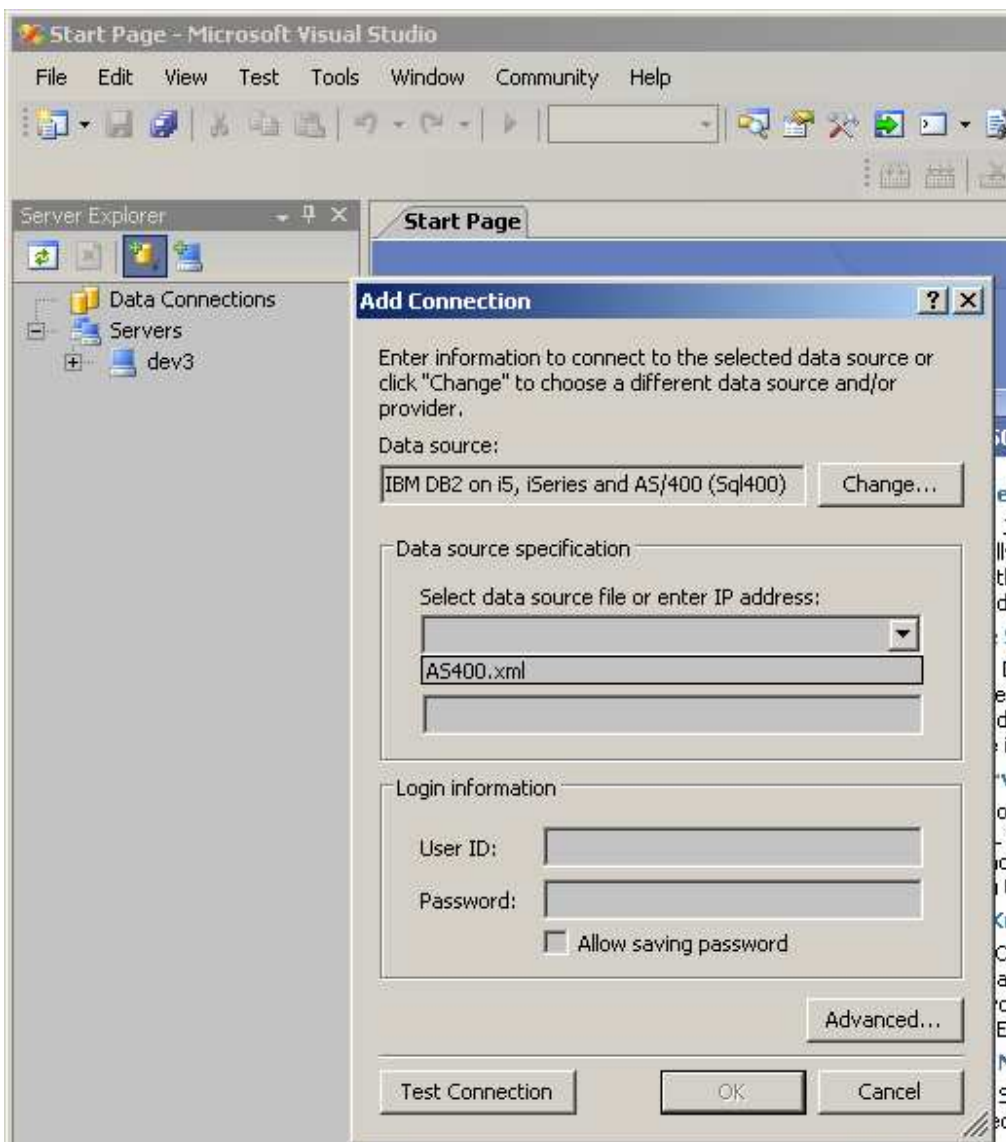 Start Page - Microsoft Visual Studio
File Edit View Test Tools Window Community Help
Server Explorer
Start Page
Data Connections
Servers
dev3
Add Connection
Enter information to connect to the selected data source or
click "Change" to choose a different data source and/or
provider.
Data source:
IBM DB2 on i5, iSeries and AS/400 (Sql400)
Change...
Data source specification
Select data source file or enter IP address:
AS400.xml
Login information
User ID:
Password:
Allow saving password
Advanced...
Test Connection
OK
Cancel